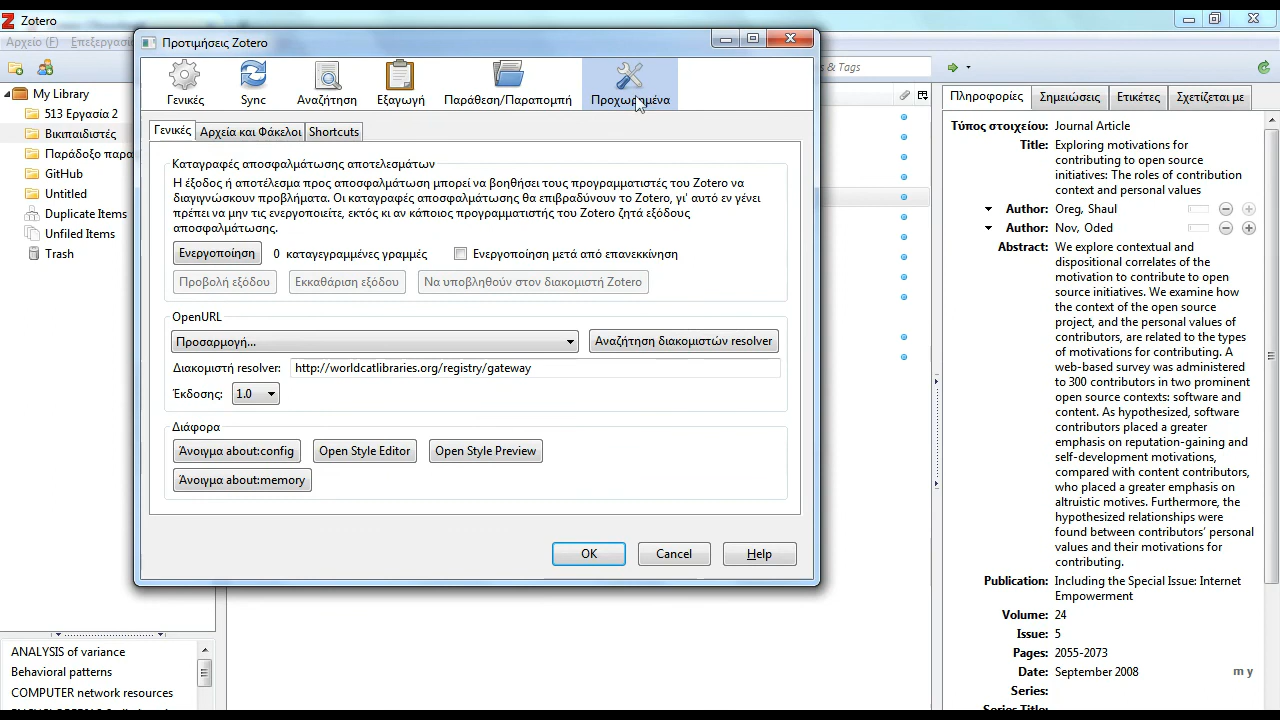 Zotero
Αρχείο (F) Επεξεργασί
Προτιμήσεις Zotero
Γενικές Sync Αναζήτηση Εξαγωγή Παράθεση/Παραπομπή Προχωρημένα
& Tags
My Library
513 Εργασία 2
Βικιπαιδιστές
Παράδοξο παρα
GitHub
Untitled
Duplicate Items
Unfiled Items
Trash
Γενικές Αρχεία και Φάκελοι Shortcuts
Καταγραφές αποσφαλμάτωσης αποτελεσμάτων
Η έξοδος ή αποτέλεσμα προς αποσφαλμάτωση μπορεί να βοηθήσει τους προγραμματιστές του Zotero να
διαγιγνώσκουν προβλήματα. Οι καταγραφές αποσφαλμάτωσης θα επιβραδύνουν το Zotero, γι' αυτό εν γένει
πρέπει να μην τις ενεργοποιείτε, εκτός κι αν κάποιος προγραμματιστής του Zotero ζητά εξόδους
αποσφαλμάτωσης.
Ενεργοποίηση 0 καταγεγραμμένες γραμμές Ενεργοποίηση μετά από επανεκκίνηση
Προβολή εξόδου Εκκαθάριση εξόδου Να υποβληθούν στον διακομιστή Zotero
OpenURL
Προσαρμογή... Αναζήτηση διακομιστών resolver
Διακομιστή resolver: http://worldcatlibraries.org/registry/gateway
Έκδοσης: 1.0
Διάφορα
Άνοιγμα about:config Open Style Editor Open Style Preview
Άνοιγμα about:memory
OK Cancel Help
ANALYSIS of variance
Behavioral patterns
COMPUTER network resources
Πληροφορίες Σημειώσεις Ετικέτες Σχετίζεται με
Τύπος στοιχείου: Journal Article
Title: Exploring motivations for
contributing to open source
initiatives: The roles of contribution
context and personal values
Author: Oreg, Shaul
Author: Nov, Oded
Abstract: We explore contextual and
dispositional correlates of the
motivation to contribute to open
source initiatives. We examine how
the context of the open source
project, and the personal values of
contributors, are related to the types
of motivations for contributing. A
web-based survey was administered
to 300 contributors in two prominent
open source contexts: software and
content. As hypothesized, software
contributors placed a greater
emphasis on reputation-gaining and
self-development motivations,
compared with content contributors,
who placed a greater emphasis on
altruistic motives. Furthermore, the
hypothesized relationships were
found between contributors' personal
values and their motivations for
contributing.
Publication: Including the Special Issue: Internet
Empowerment
Volume: 24
Issue: 5
Pages: 2055-2073
Date: September 2008 m y
Series:
Series Title: